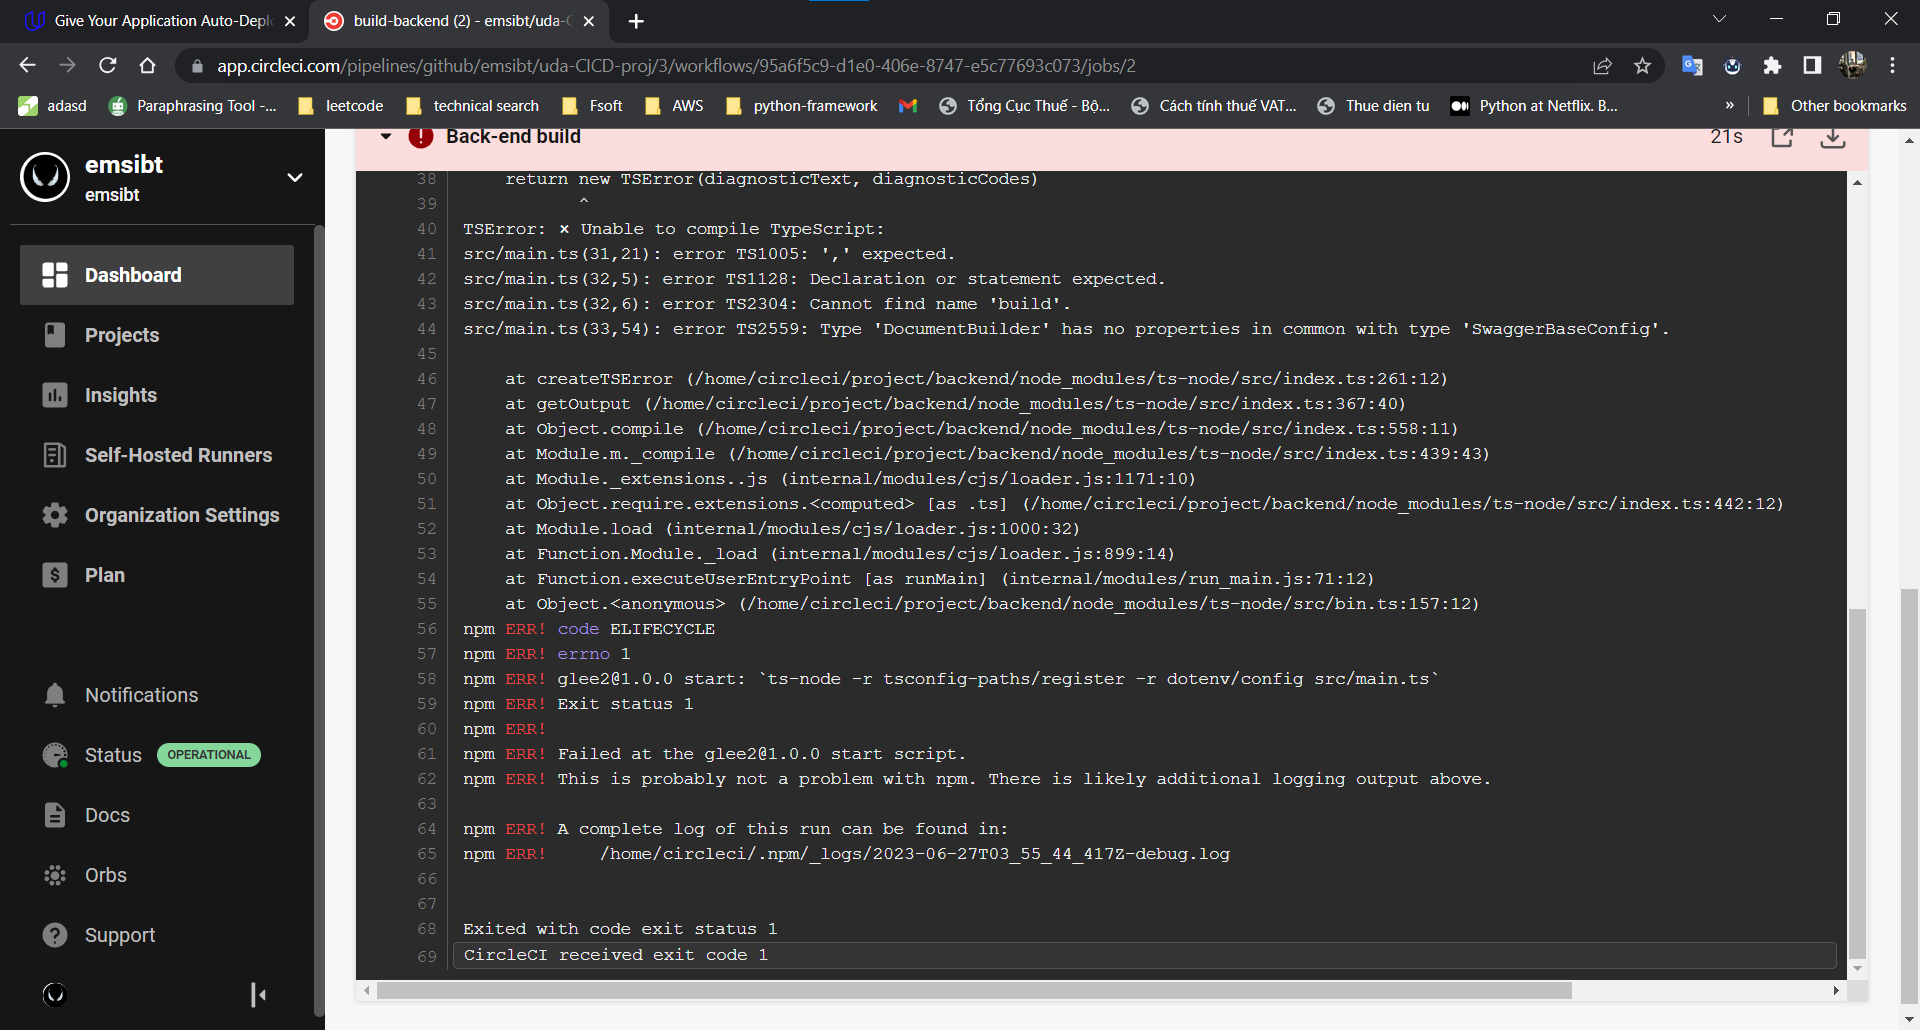 Give Your Application Auto-Depl
build-backend (2) - emsibt/uda-C
app.circleci.com/pipelines/github/emsibt/uda-CICD-proj/3/workflows/95a6f5c9-d1e0-406e-8747-e5c77693c073/jobs/2
adasd
Paraphrasing Tool -...
leetcode
technical search
Fsoft
AWS
python-framework
Tổng Cục Thuế - Bộ...
Cách tính thuế VAT...
Thue dien tu
Python at Netflix. B...
»
Other bookmarks
emsibt
emsibt
Dashboard
Projects
Insights
Self-Hosted Runners
Organization Settings
Plan
Notifications
Status OPERATIONAL
Docs
Orbs
Support
Back-end build
21s
38 return new TSError(diagnosticText, diagnosticCodes)
39 ^
40 TSError: ⨯ Unable to compile TypeScript:
41 src/main.ts(31,21): error TS1005: ',' expected.
42 src/main.ts(32,5): error TS1128: Declaration or statement expected.
43 src/main.ts(32,6): error TS2304: Cannot find name 'build'.
44 src/main.ts(33,54): error TS2559: Type 'DocumentBuilder' has no properties in common with type 'SwaggerBaseConfig'.
45
46 at createTSError (/home/circleci/project/backend/node_modules/ts-node/src/index.ts:261:12)
47 at getOutput (/home/circleci/project/backend/node_modules/ts-node/src/index.ts:367:40)
48 at Object.compile (/home/circleci/project/backend/node_modules/ts-node/src/index.ts:558:11)
49 at Module.m._compile (/home/circleci/project/backend/node_modules/ts-node/src/index.ts:439:43)
50 at Module._extensions..js (internal/modules/cjs/loader.js:1171:10)
51 at Object.require.extensions.<computed> [as .ts] (/home/circleci/project/backend/node_modules/ts-node/src/index.ts:442:12)
52 at Module.load (internal/modules/cjs/loader.js:1000:32)
53 at Function.Module._load (internal/modules/cjs/loader.js:899:14)
54 at Function.executeUserEntryPoint [as runMain] (internal/modules/run_main.js:71:12)
55 at Object.<anonymous> (/home/circleci/project/backend/node_modules/ts-node/src/bin.ts:157:12)
56 npm ERR! code ELIFECYCLE
57 npm ERR! errno 1
58 npm ERR! glee2@1.0.0 start: `ts-node -r tsconfig-paths/register -r dotenv/config src/main.ts`
59 npm ERR! Exit status 1
60 npm ERR!
61 npm ERR! Failed at the glee2@1.0.0 start script.
62 npm ERR! This is probably not a problem with npm. There is likely additional logging output above.
63
64 npm ERR! A complete log of this run can be found in:
65 npm ERR! /home/circleci/.npm/_logs/2023-06-27T03_55_44_417Z-debug.log
66
67
68 Exited with code exit status 1
69 CircleCI received exit code 1